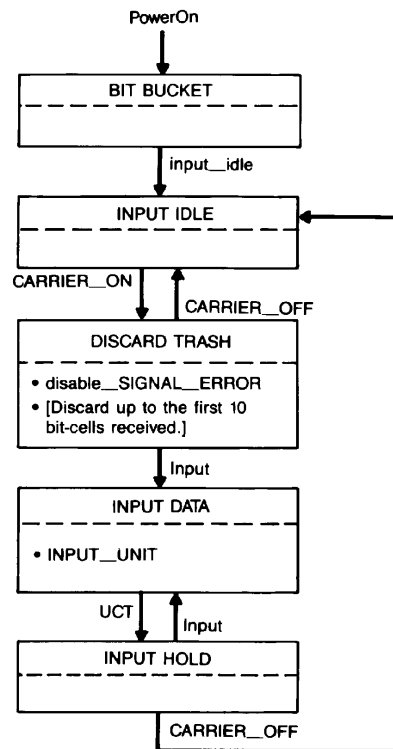 PowerOn
BIT BUCKET
input__idle
INPUT IDLE
CARRIER__ON
CARRIER__OFF
DISCARD TRASH
• disable__SIGNAL__ERROR
• [Discard up to the first 10
bit-cells received.]
Input
INPUT DATA
• INPUT__UNIT
UCT
Input
INPUT HOLD
CARRIER__OFF